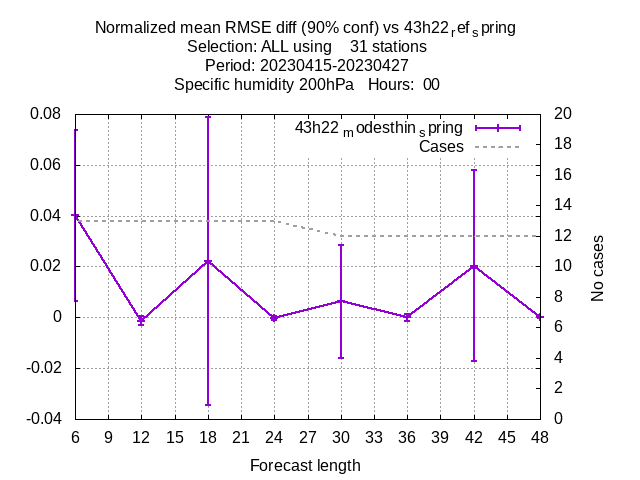 Normalized mean RMSE diff (90% conf) vs 43h22refspring
Selection: ALL using 31 stations
Period: 20230415-20230427
Specific humidity 200hPa Hours: 00
43h22modesthinspring
Cases
0.08
0.06
0.04
0.02
0
-0.02
-0.04
20
18
16
14
12
10
8
6
4
2
0
No cases
6 9 12 15 18 21 24 27 30 33 36 39 42 45 48
Forecast length